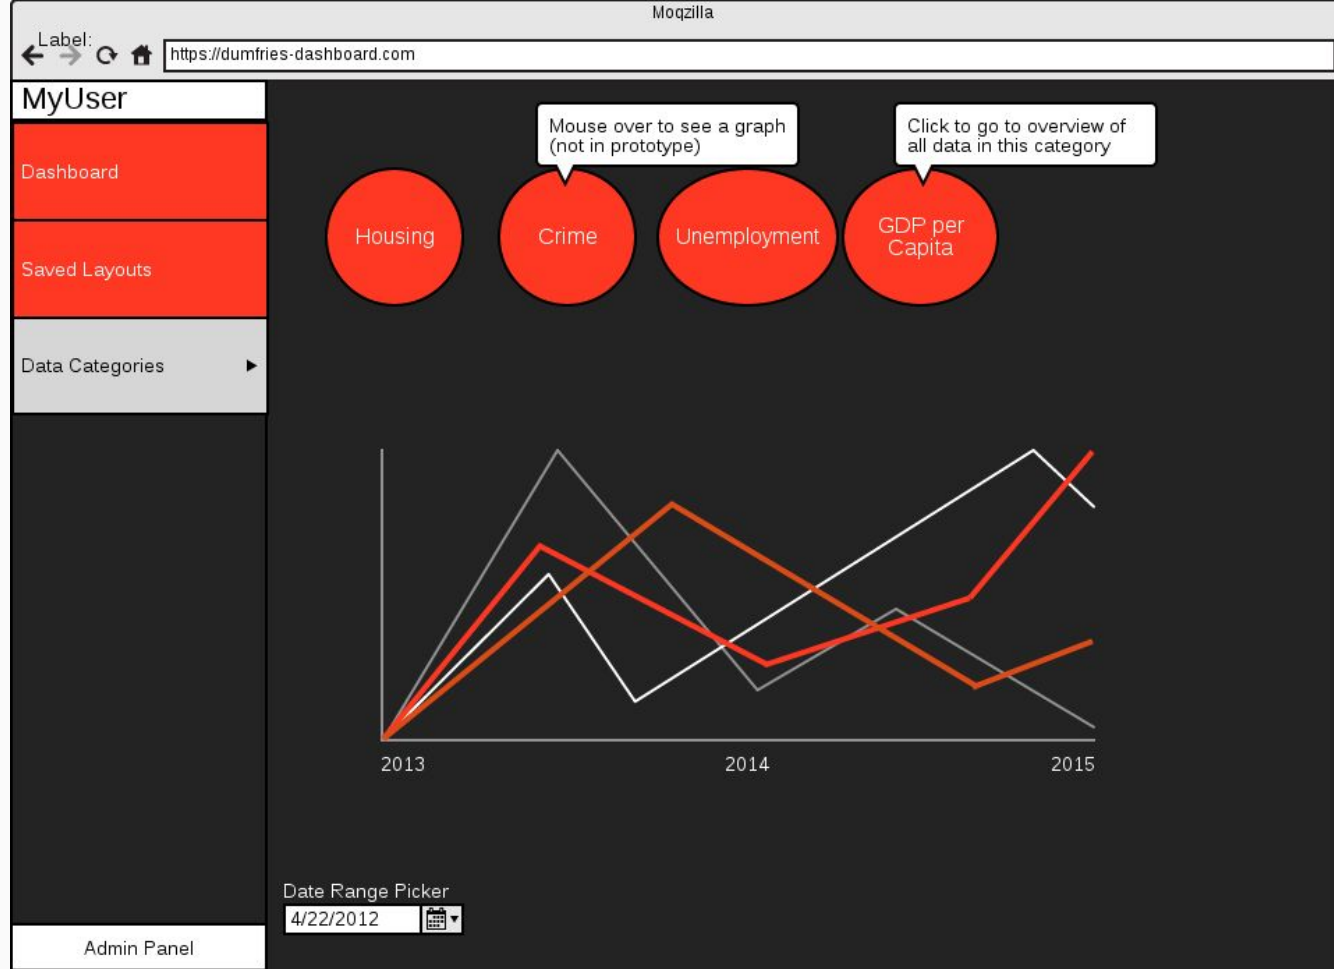 Moqzilla
Label:
https://dumfries-dashboard.com
MyUser
Dashboard
Saved Layouts
Data Categories
Admin Panel
Mouse over to see a graph
(not in prototype)
Click to go to overview of
all data in this category
Housing
Crime
Unemployment
GDP per
Capita
2013
2014
2015
Date Range Picker
4/22/2012